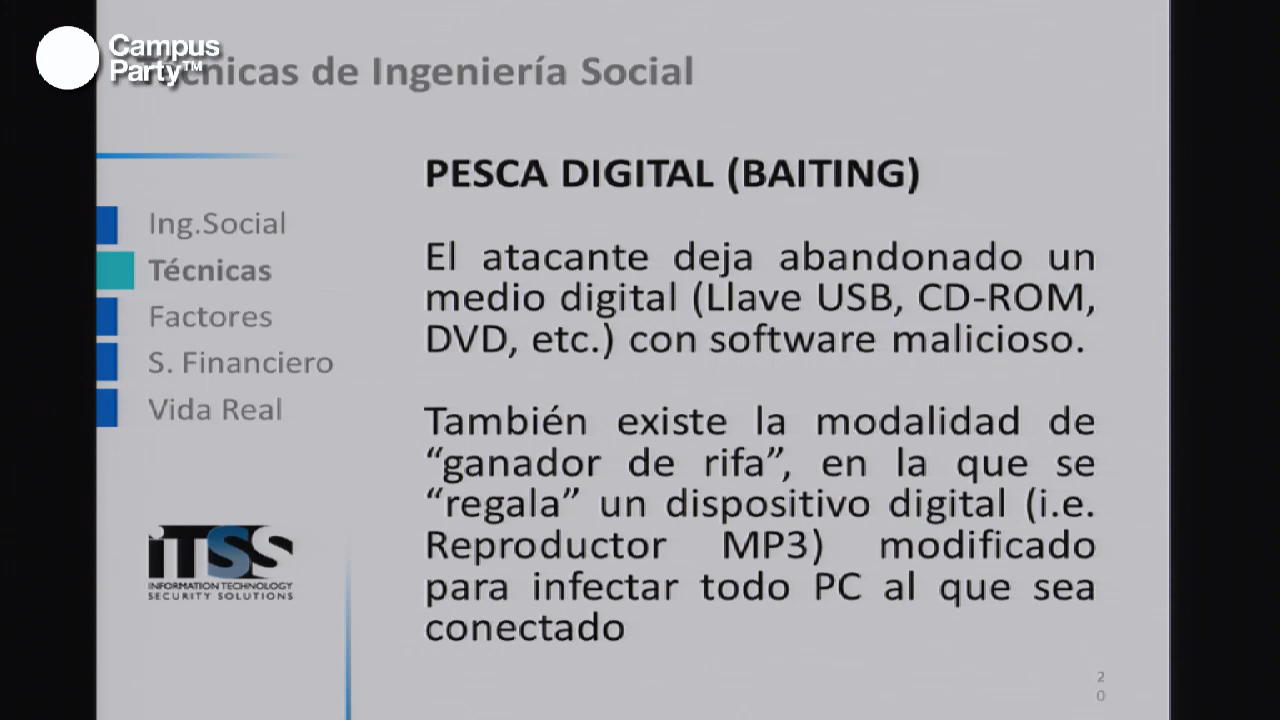 Campus
Party™
Técnicas de Ingeniería Social
PESCA DIGITAL (BAITING)
Ing.Social
Técnicas
Factores
S. Financiero
Vida Real
El atacante deja abandonado un
medio digital (Llave USB, CD-ROM,
DVD, etc.) con software malicioso.
También existe la modalidad de
“ganador de rifa”, en la que se
“regala” un dispositivo digital (i.e.
Reproductor MP3) modificado
para infectar todo PC al que sea
conectado
iTSS
INFORMATION TECHNOLOGY
SECURITY SOLUTIONS
2
0